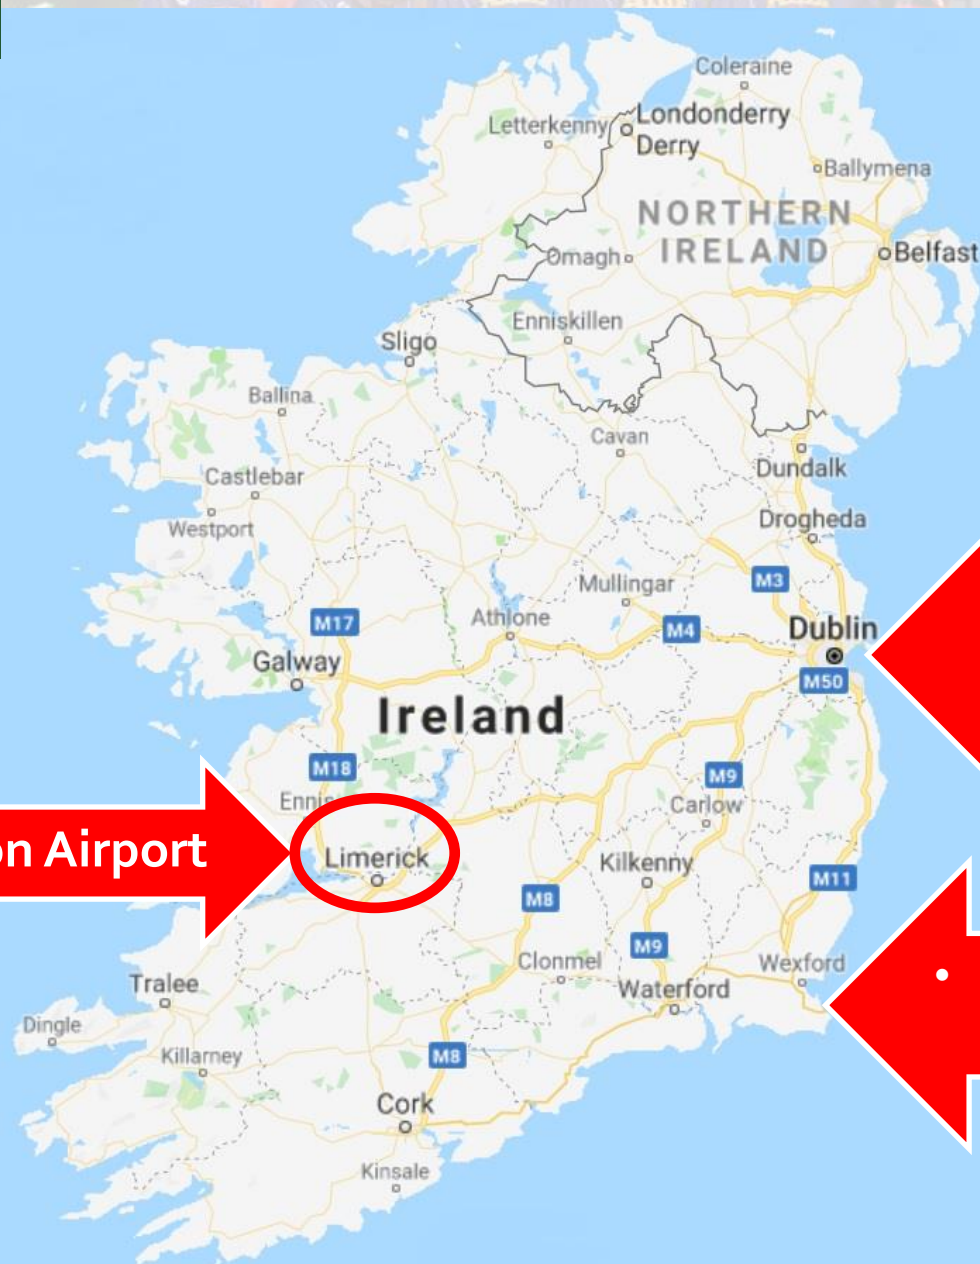 Coleraine
Londonderry
Derry
Letterkenny
Ballymena
NORTHERN
IRELAND
Omagh
Belfast
Enniskillen
Sligo
Ballina
Cavan
Castlebar
Dundalk
Westport
Drogheda
Mullingar
M3
M17
Athlone
M4
Dublin
Galway
M50
Ireland
M18
M9
Ennis
Carlow
on Airport
Limerick
Kilkenny
M11
M8
M9
Clonmel
Wexford
Tralee
Waterford
Dingle
Killarney
M8
Cork
Kinsale